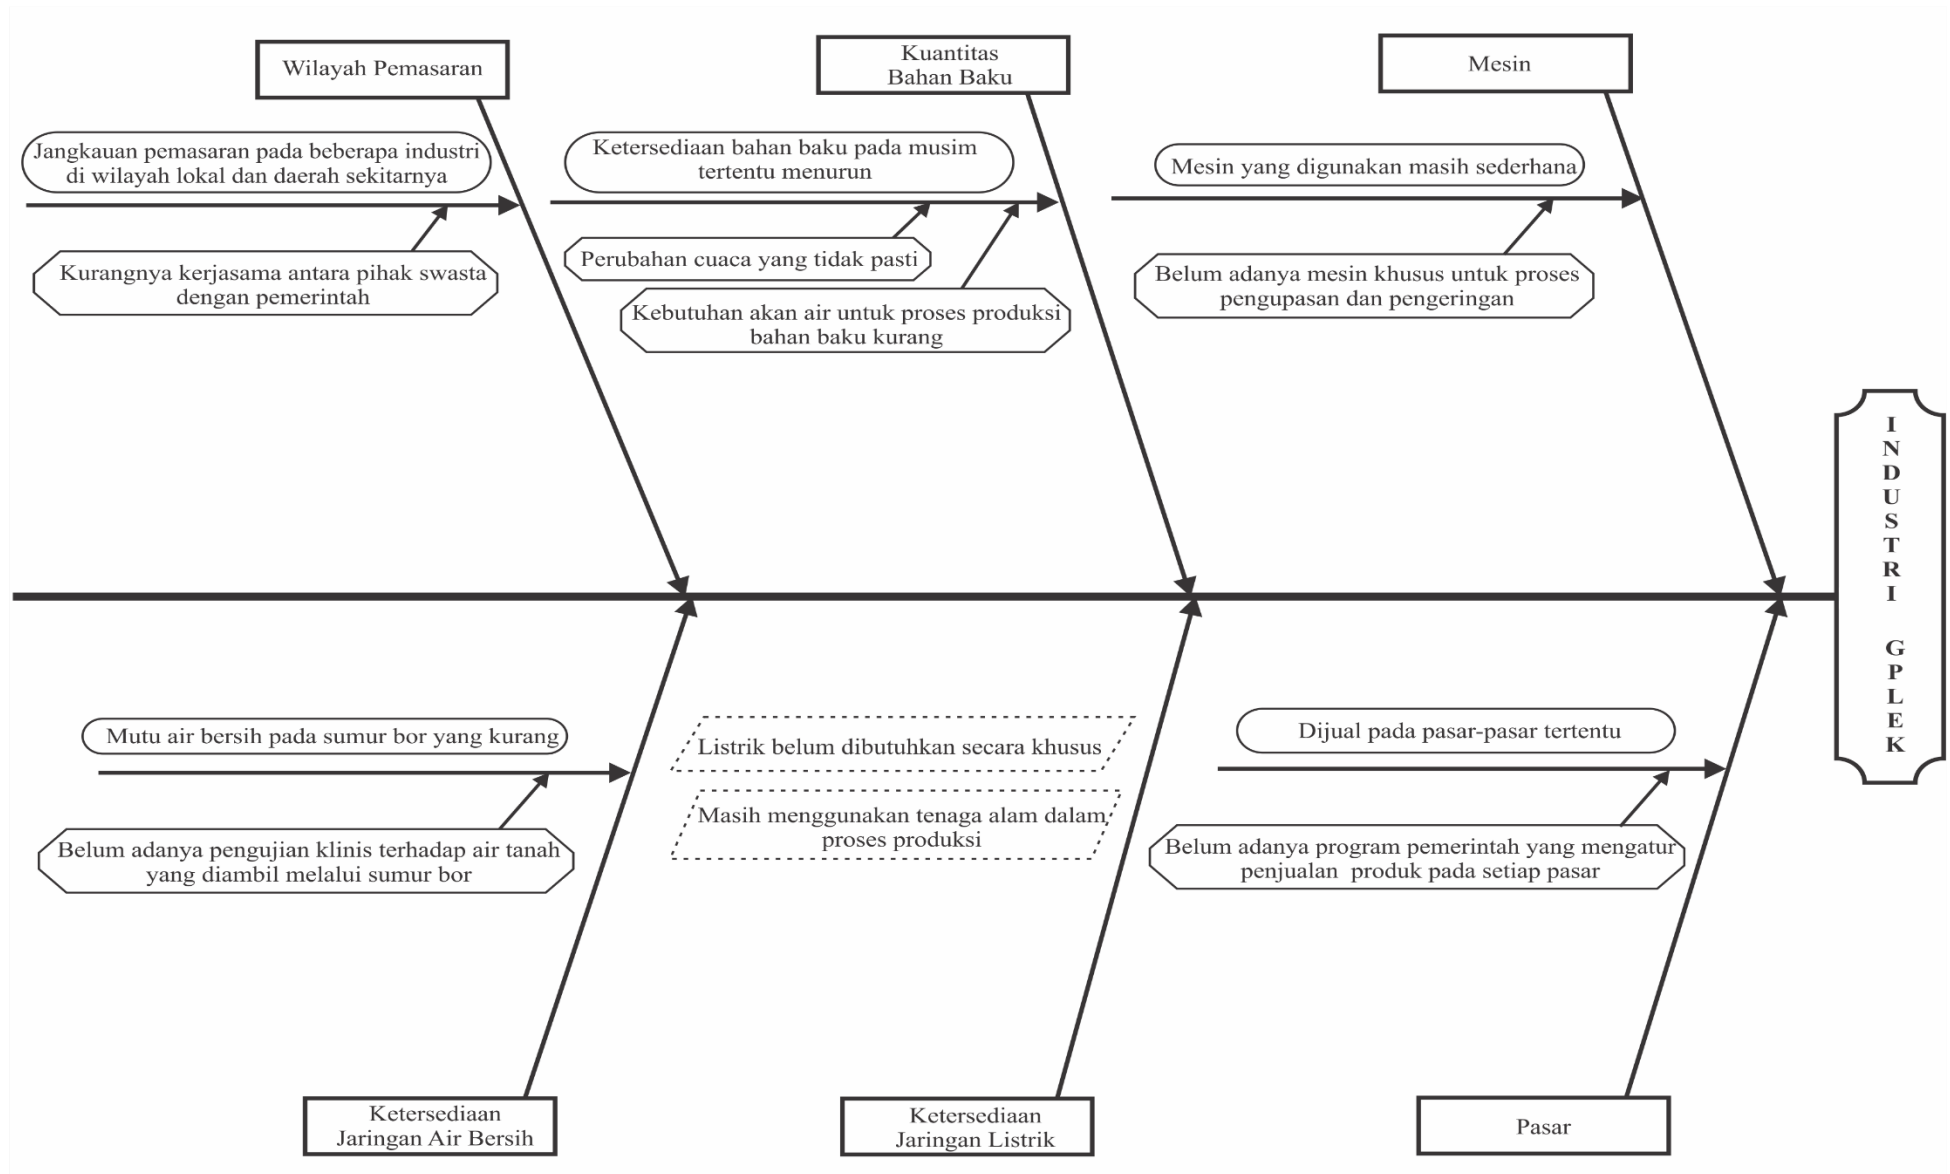 Wilayah Pemasaran
Kuantitas
Bahan Baku
Mesin
Jangkauan pemasaran pada beberapa industri
di wilayah lokal dan daerah sekitarnya
Kurangnya kerjasama antara pihak swasta
dengan pemerintah
Ketersediaan bahan baku pada musim
tertentu menurun
Perubahan cuaca yang tidak pasti
Kebutuhan akan air untuk proses produksi
bahan baku kurang
Mesin yang digunakan masih sederhana
Belum adanya mesin khusus untuk proses
pengupasan dan pengeringan
INDUSTRI GPLEK
Mutu air bersih pada sumur bor yang kurang
Belum adanya pengujian klinis terhadap air tanah
yang diambil melalui sumur bor
Listrik belum dibutuhkan secara khusus
Masih menggunakan tenaga alam dalam
proses produksi
Dijual pada pasar-pasar tertentu
Belum adanya program pemerintah yang mengatur
penjualan produk pada setiap pasar
Ketersediaan
Jaringan Air Bersih
Ketersediaan
Jaringan Listrik
Pasar